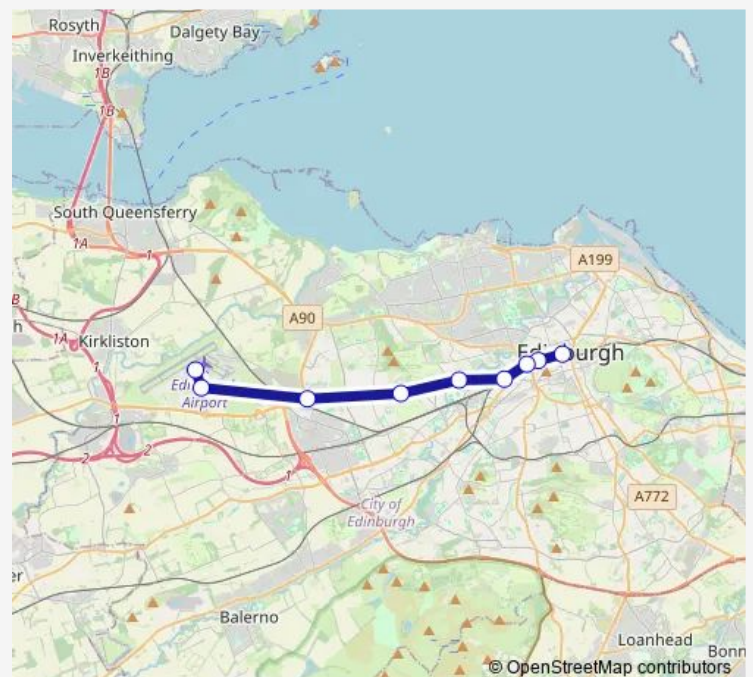 Rosyth
Dalgety Bay
Inverkeithing
1B
1B
South Queensferry
1A
1
A199
B
A90
h
1A
Kirkliston
Edinburgh
1
Edi
Airport
1
2
2
1
City of
Edinburgh
A772
er
Balerno
Loanhead
Bonn
© OpenStreetMap contributors